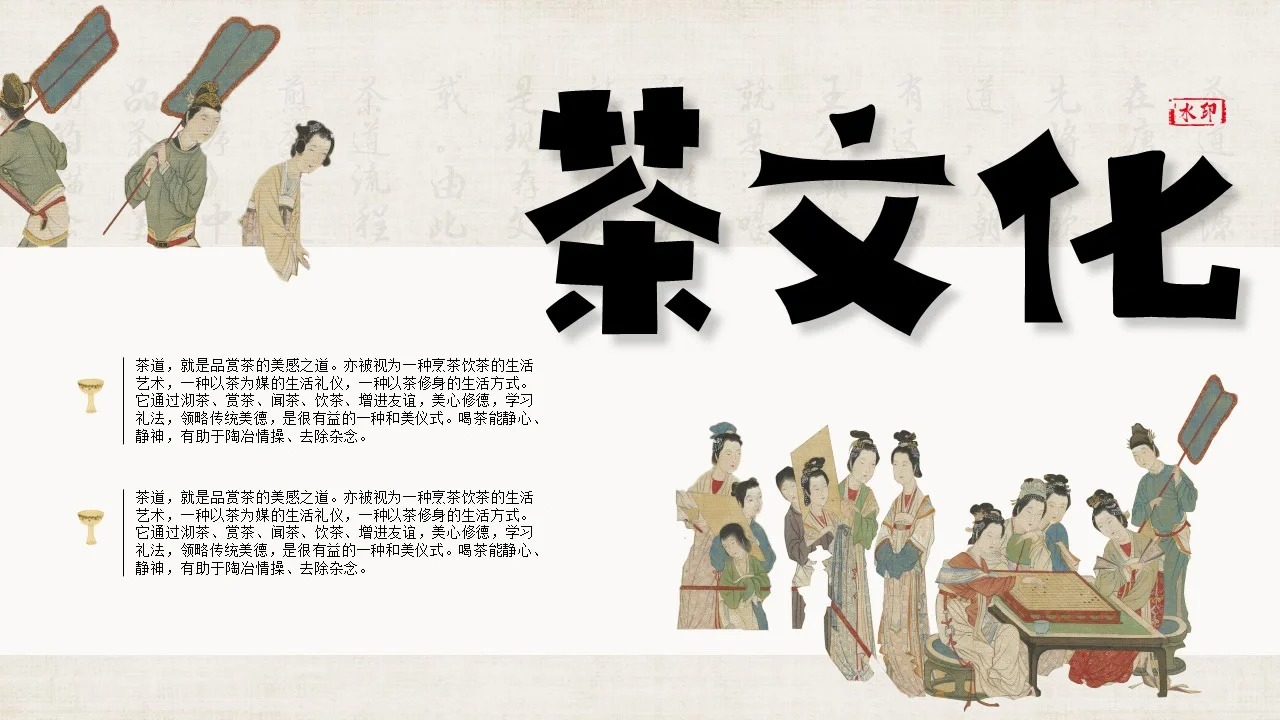 茶文化
水印
茶道，就是品赏茶的美感之道。亦被视为一种烹茶饮茶的生活
艺术，一种以茶为媒的生活礼仪，一种以茶修身的生活方式。
它通过沏茶、赏茶、闻茶、饮茶、增进友谊，美心修德，学习
礼法，领略传统美德，是很有益的一种和美仪式。喝茶能静心、
静神，有助于陶冶情操、去除杂念。
茶道，就是品赏茶的美感之道。亦被视为一种烹茶饮茶的生活
艺术，一种以茶为媒的生活礼仪，一种以茶修身的生活方式。
它通过沏茶、赏茶、闻茶、饮茶、增进友谊，美心修德，学习
礼法，领略传统美德，是很有益的一种和美仪式。喝茶能静心、
静神，有助于陶冶情操、去除杂念。